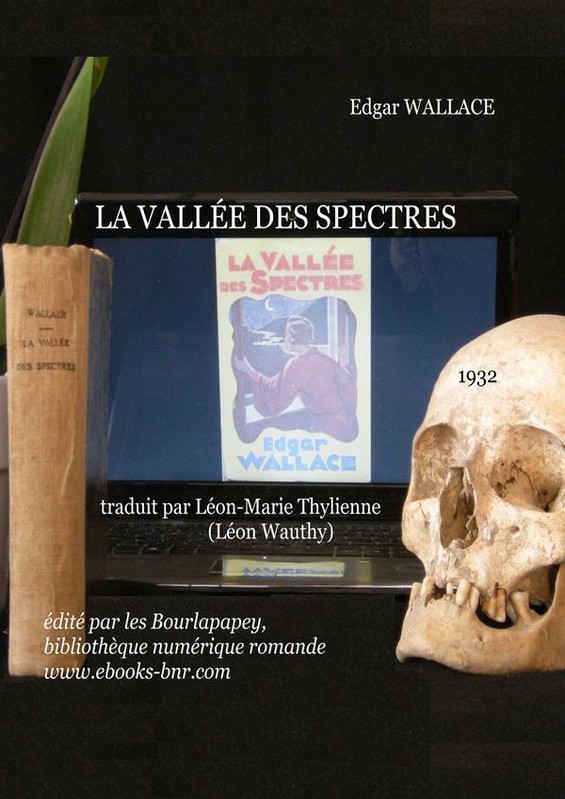 Edgar WALLACE
LA VALLÉE DES SPECTRES
LA VALLÉE
DES SPECTRES
WALLACE
LA VALLÉE
DES SPECTRES
1932
Edgar
WALLACE
traduit par Léon-Marie Thylienne
(Léon Wauthy)
édité par les Bourlapapey,
bibliothèque numérique romande
www.ebooks-bnr.com